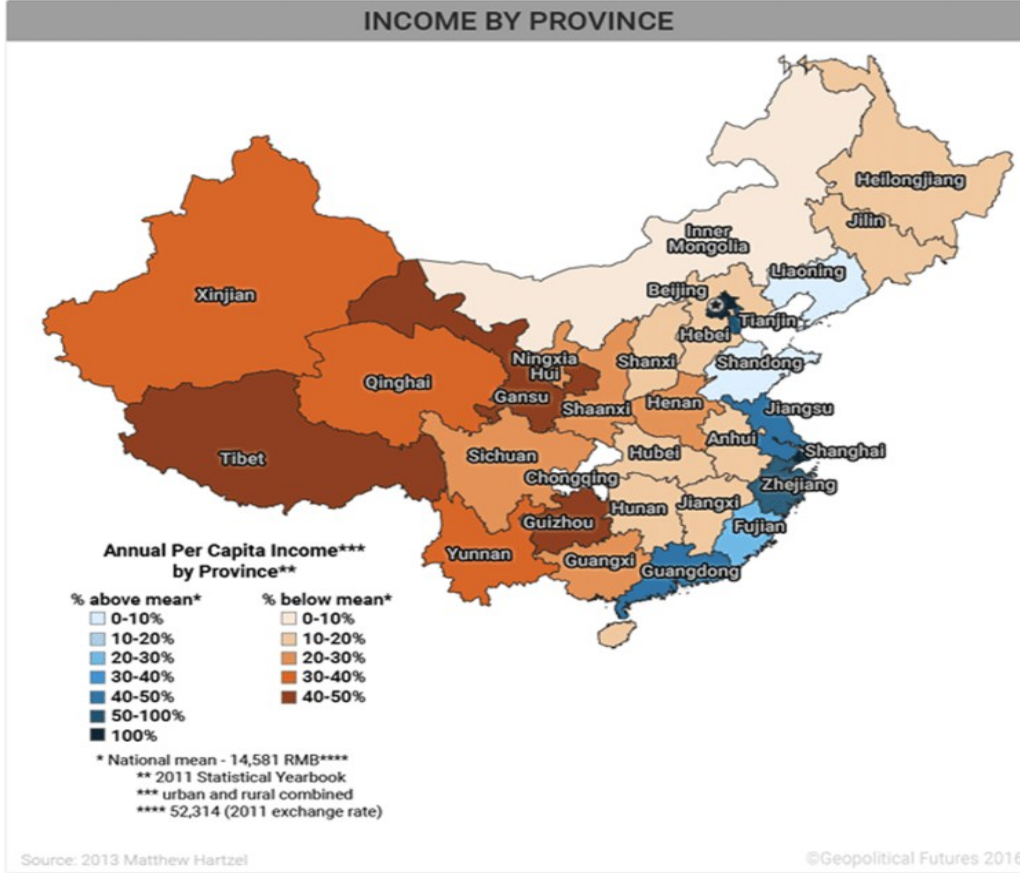 INCOME BY PROVINCE
Heilongjiang
Jilin
Inner
Mongolia
Liaoning
Beijing
Xinjian
Tianjin
Hebei
Ningxia
Hui
Shanxi
Shandong
Qinghai
Gansu
Shaanxi
Henan
Jiangsu
Anhui
Shanghai
Tibet
Sichuan
Hubei
Chongqing
Zhejiang
Hunan
Jiangxi
Guizhou
Fujian
Yunnan
Guangxi
Guangdong
Annual Per Capita Income***
by Province**
% above mean*
0-10%
10-20%
20-30%
30-40%
40-50%
50-100%
100%
% below mean*
0-10%
10-20%
20-30%
30-40%
40-50%
* National mean - 14,581 RMB****
** 2011 Statistical Yearbook
*** urban and rural combined
**** 52,314 (2011 exchange rate)
Source: 2013 Matthew Hartzel
©Geopolitical Futures 2016